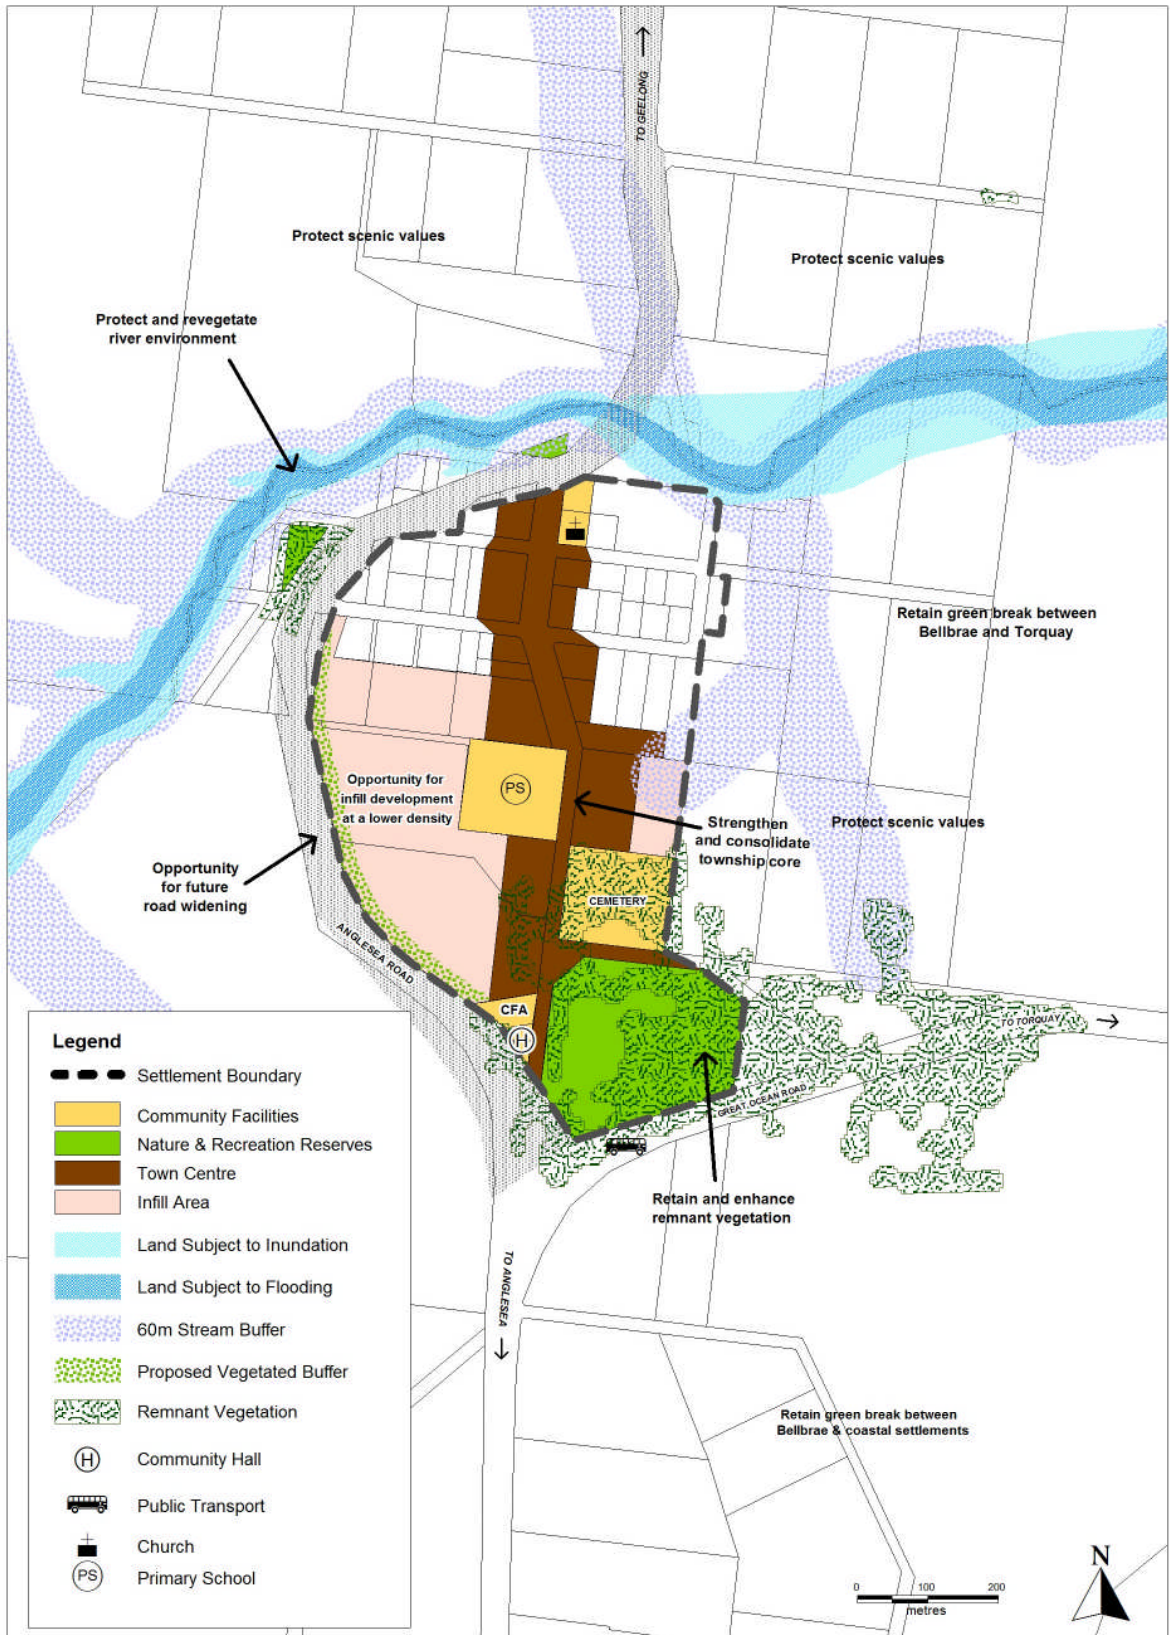 TO GEELONG
Protect scenic values
Protect scenic values
Protect and revegetate
river environment
Retain green break between
Bellbrae and Torquay
Opportunity for
infill development
at a lower density
PS
Strengthen
and consolidate
township core
Protect scenic values
Opportunity
for future
road widening
CEMETERY
ANGLESEA ROAD
CFA
H
TO TORQUAY
GREAT OCEAN ROAD
Retain and enhance
remnant vegetation
TO ANGLESEA
Retain green break between
Bellbrae & coastal settlements
Legend
Settlement Boundary
Community Facilities
Nature & Recreation Reserves
Town Centre
Infill Area
Land Subject to Inundation
Land Subject to Flooding
60m Stream Buffer
Proposed Vegetated Buffer
Remnant Vegetation
H Community Hall
Public Transport
Church
PS Primary School
0 100 200
metres
N